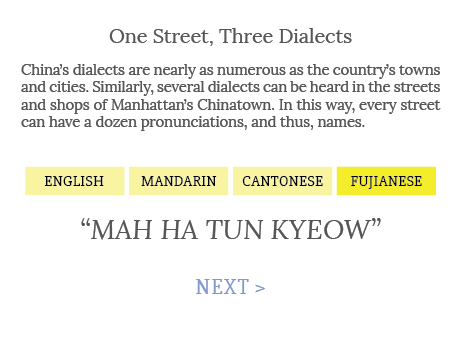 One Street, Three Dialects
China's dialects are nearly as numerous as the country's towns
and cities. Similarly, several dialects can be heard in the streets
and shops of Manhattan's Chinatown. In this way, every street
can have a dozen pronunciations, and thus, names.
ENGLISH MANDARIN CANTONESE FUJIANESE
“MAH HA TUN KYEOW”
NEXT >